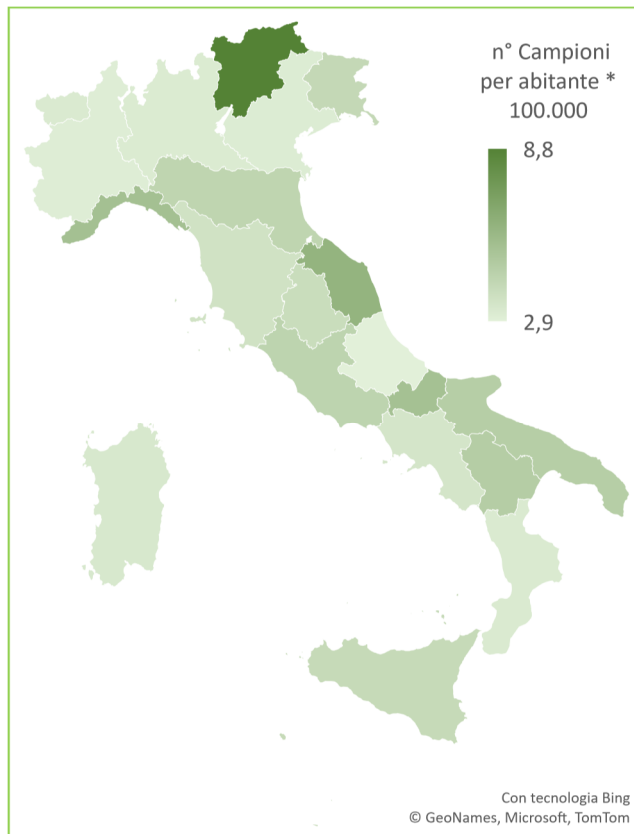 n° Campioni
per abitante *
100.000
8,8
2,9
Con tecnologia Bing
© GeoNames, Microsoft, TomTom